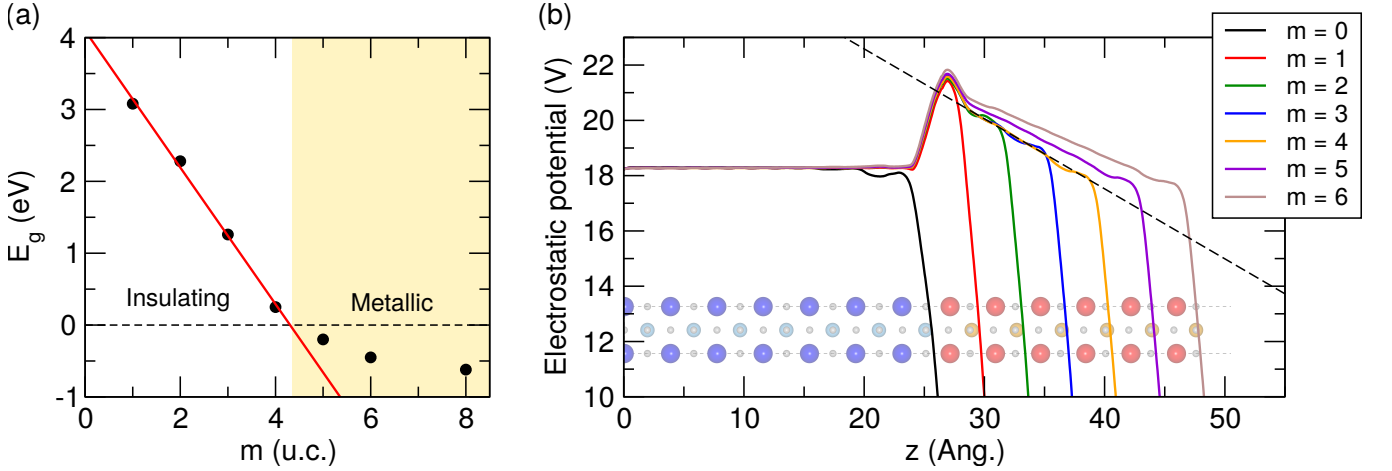 (a)
4
3
2
1
0
-1
E_g (eV)
Insulating
Metallic
0 2 4 6 8
m (u.c.)
(b)
22
20
18
16
14
12
10
Electrostatic potential (V)
0 10 20 30 40 50
z (Ang.)
m = 0
m = 1
m = 2
m = 3
m = 4
m = 5
m = 6